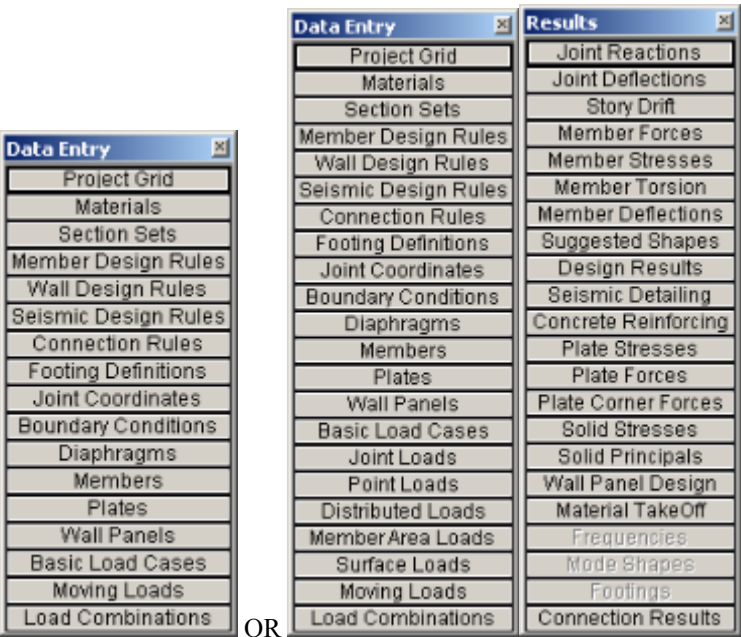 Data Entry
Project Grid
Materials
Section Sets
Member Design Rules
Wall Design Rules
Seismic Design Rules
Connection Rules
Footing Definitions
Joint Coordinates
Boundary Conditions
Diaphragms
Members
Plates
Wall Panels
Basic Load Cases
Moving Loads
Load Combinations
OR
Data Entry
Project Grid
Materials
Section Sets
Member Design Rules
Wall Design Rules
Seismic Design Rules
Connection Rules
Footing Definitions
Joint Coordinates
Boundary Conditions
Diaphragms
Members
Plates
Wall Panels
Basic Load Cases
Joint Loads
Point Loads
Distributed Loads
Member Area Loads
Surface Loads
Moving Loads
Load Combinations
Results
Joint Reactions
Joint Deflections
Story Drift
Member Forces
Member Stresses
Member Torsion
Member Deflections
Suggested Shapes
Design Results
Seismic Detailing
Concrete Reinforcing
Plate Stresses
Plate Forces
Plate Corner Forces
Solid Stresses
Solid Principals
Wall Panel Design
Material TakeOff
Frequencies
Mode Shapes
Footings
Connection Results